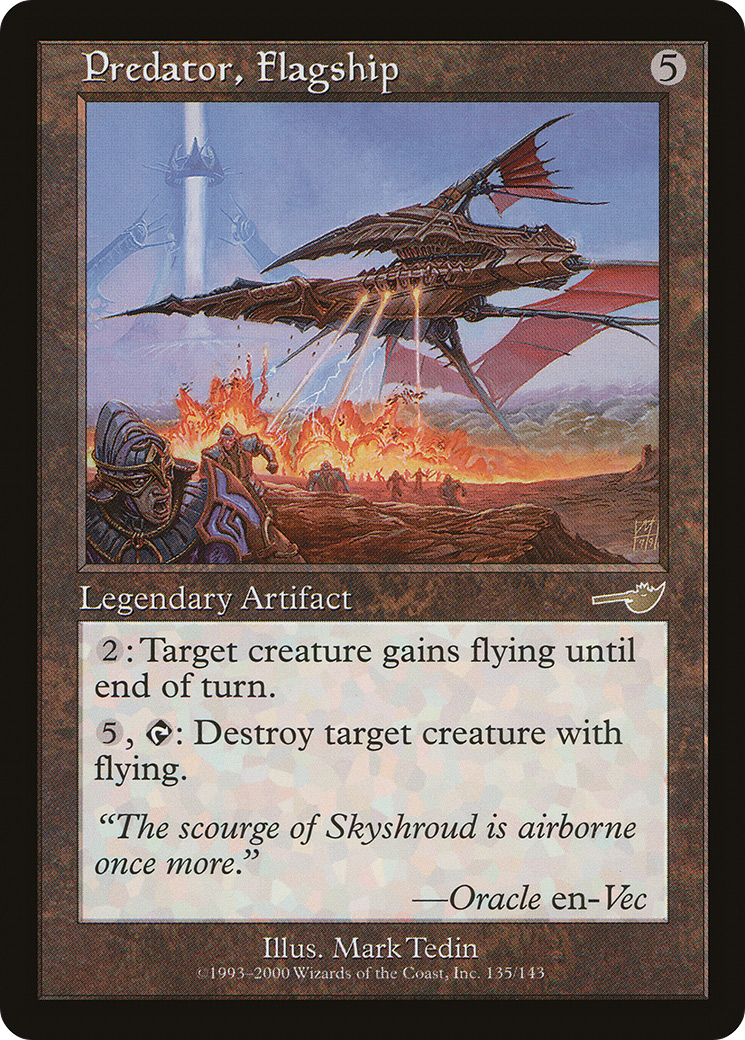 Predator, Flagship
5
Legendary Artifact
2: Target creature gains flying until
end of turn.
5, : Destroy target creature with
flying.
“The scourge of Skyshroud is airborne
once more.”
—Oracle en-Vec
Illus. Mark Tedin
©1993–2000 Wizards of the Coast, Inc. 135/143